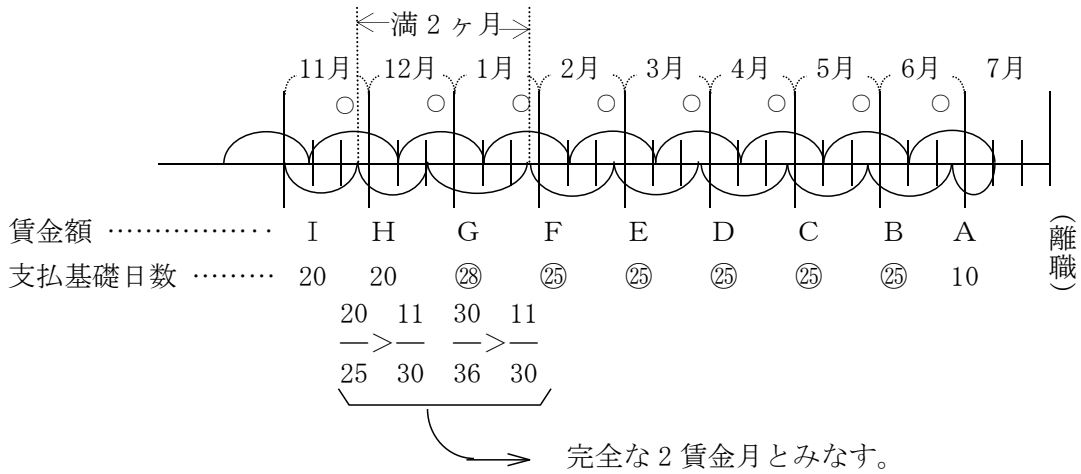 満2ヶ月
11月 12月 1月 2月 3月 4月 5月 6月 7月
○ ○ ○ ○ ○ ○ ○ ○
賃金額 ················ I H G F E D C B A
支払基礎日数 ········· 20 20 ㉘ ㉕ ㉕ ㉕ ㉕ ㉕ 10
(離職)
20 11 30 11
— > — — > —
25 30 36 30
完全な2賃金月とみなす。